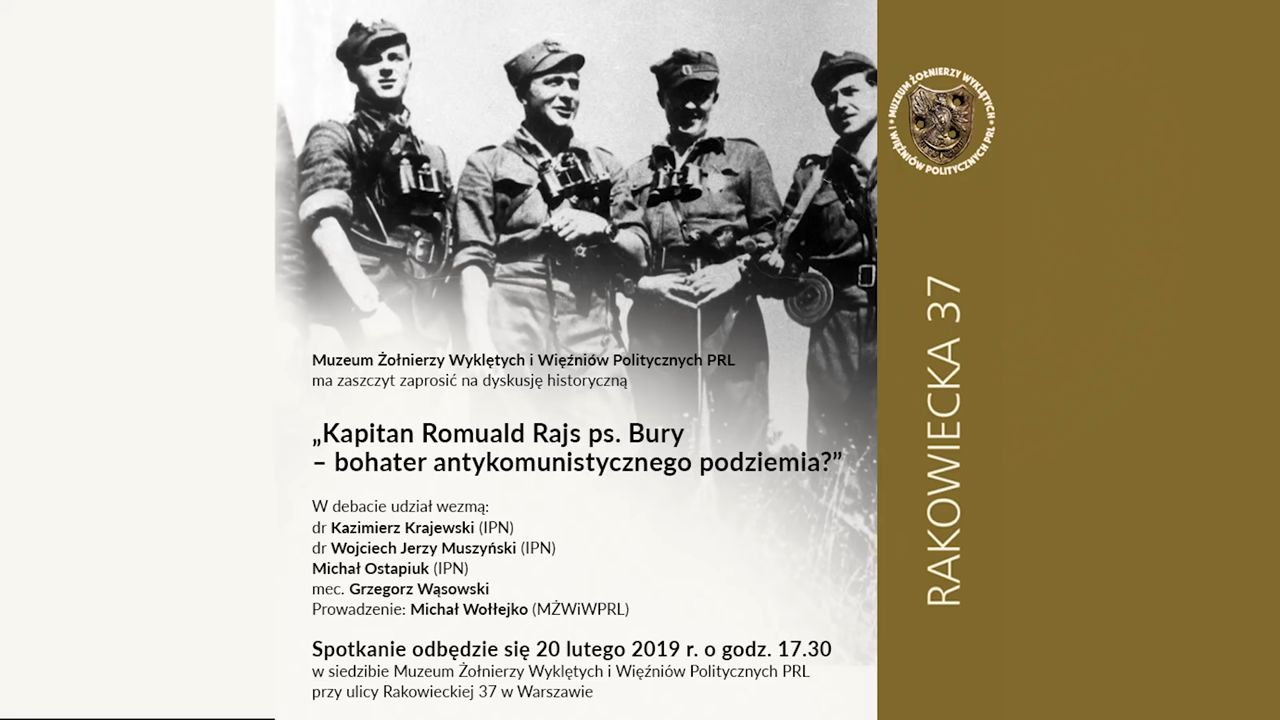 Muzeum Żołnierzy Wyklętych i Więźniów Politycznych PRL
ma zaszczyt zaprosić na dyskusję historyczną
„Kapitan Romuald Rajs ps. Bury
– bohater antykomunistycznego podziemia?”
W debacie udział wezmą:
dr Kazimierz Krajewski (IPN)
dr Wojciech Jerzy Muszyński (IPN)
Michał Ostapiuk (IPN)
mec. Grzegorz Wąsowski
Prowadzenie: Michał Wołłejko (MŻWiWPRL)
Spotkanie odbędzie się 20 lutego 2019 r. o godz. 17.30
w siedzibie Muzeum Żołnierzy Wyklętych i Więźniów Politycznych PRL
przy ulicy Rakowieckiej 37 w Warszawie
• MUZEUM ŻOŁNIERZY WYKLĘTYCH •
I WIĘŹNIÓW POLITYCZNYCH PRL
RAKOWIECKA 37